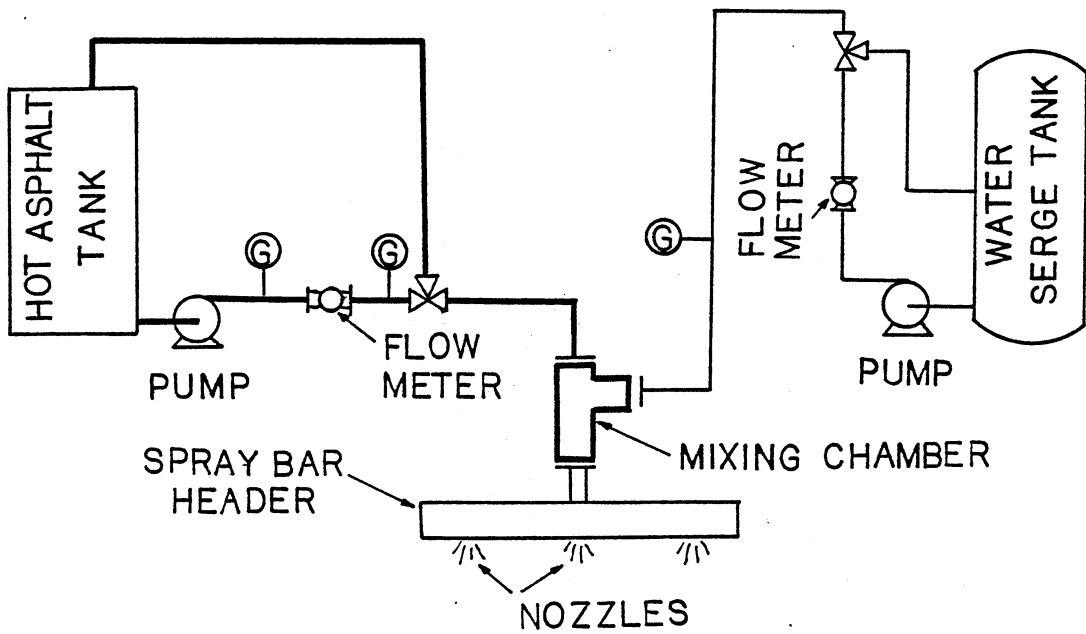 HOT ASPHALT
TANK
PUMP
G
G
FLOW
METER
G
FLOW
METER
WATER
SERGE TANK
PUMP
MIXING CHAMBER
SPRAY BAR
HEADER
NOZZLES